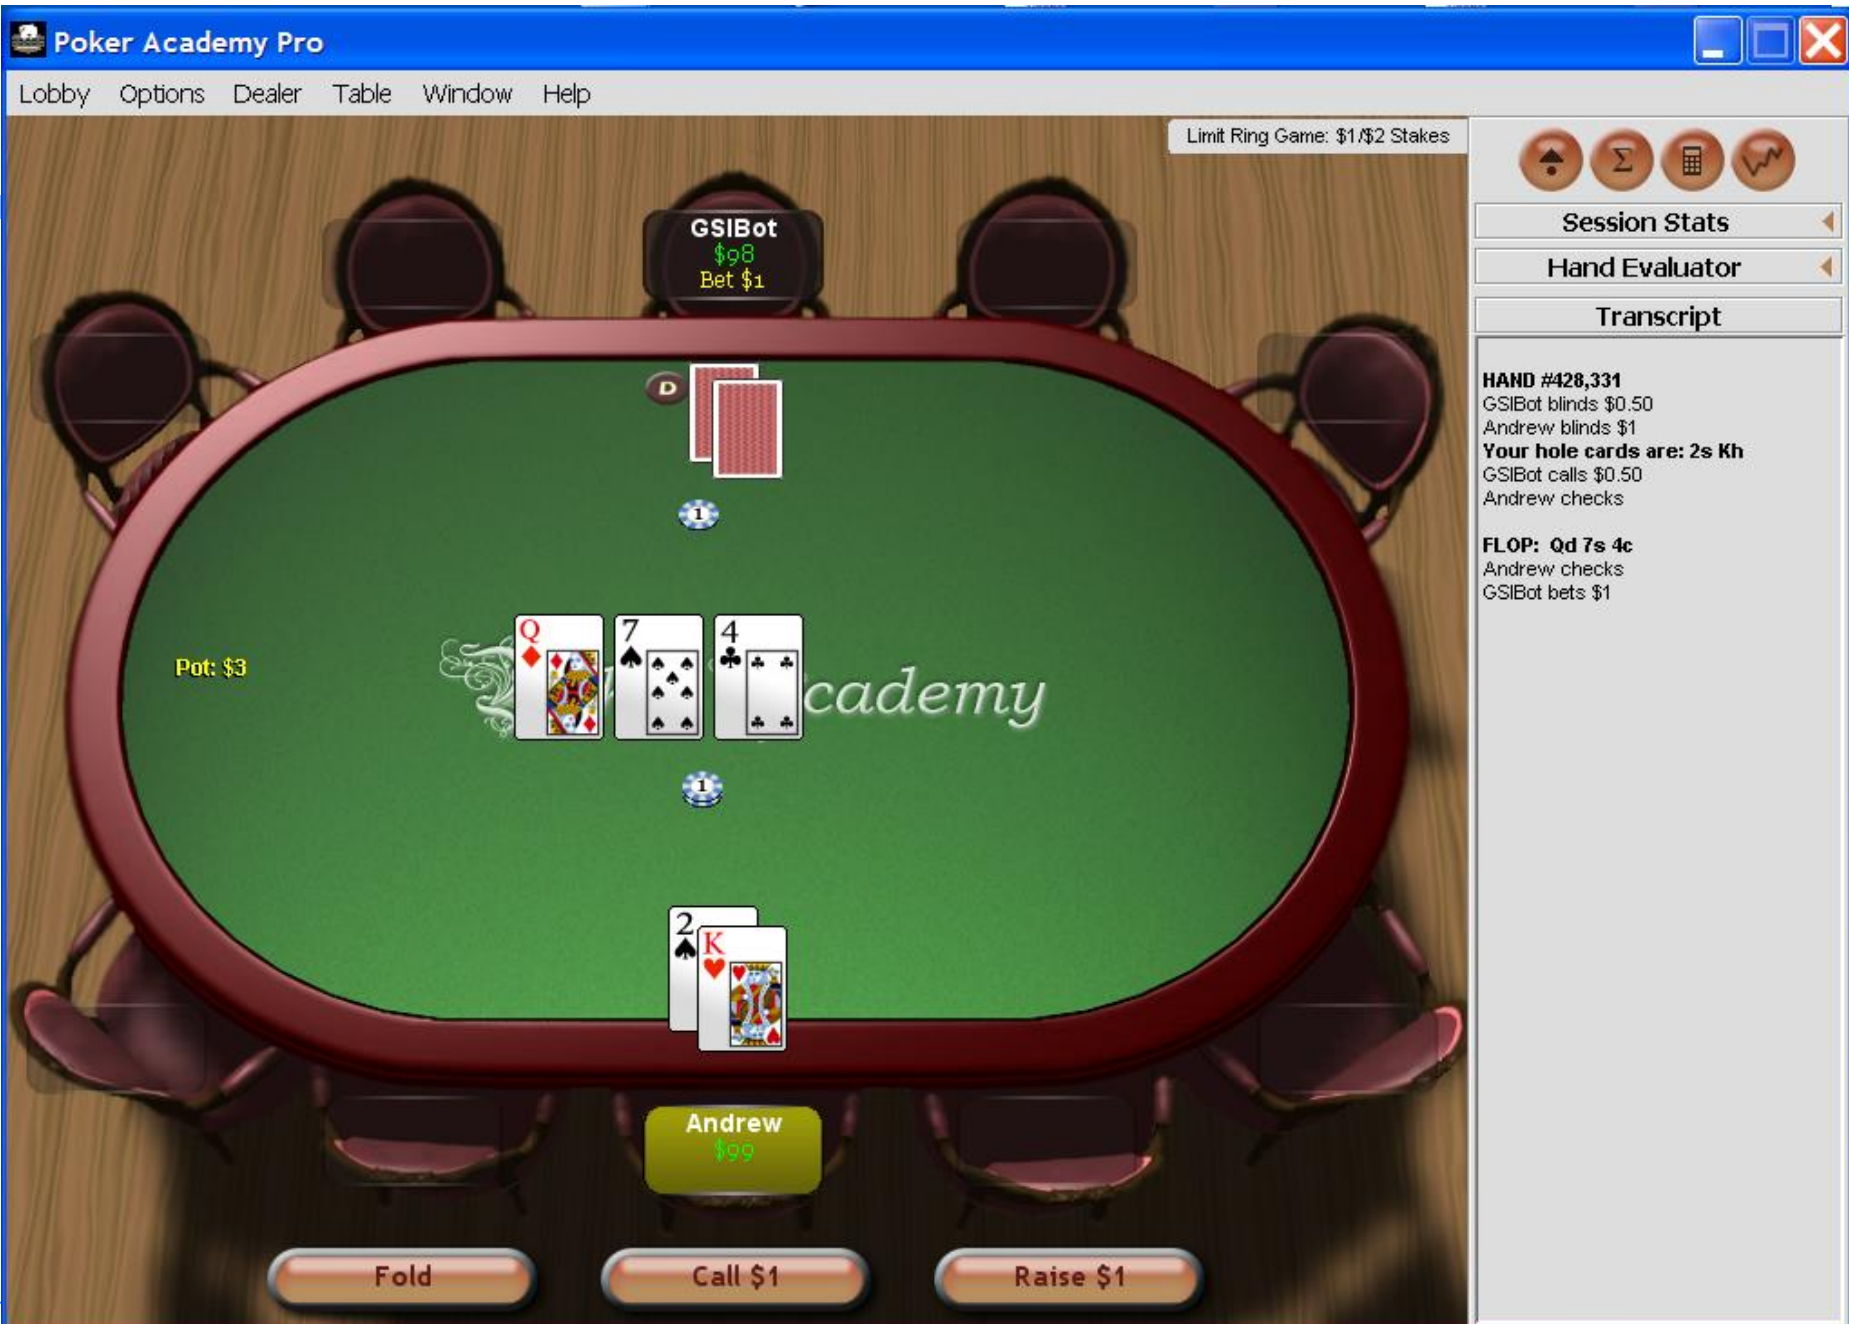 Poker Academy Pro
Lobby Options Dealer Table Window Help
Limit Ring Game: $1/$2 Stakes
GSIBot
$98
Bet $1
D
1
Pot: $3
Q
7
4
cademy
1
2
K
Andrew
$99
Fold
Call $1
Raise $1
Σ
Session Stats
Hand Evaluator
Transcript
HAND #428,331
GSIBot blinds $0.50
Andrew blinds $1
Your hole cards are: 2s Kh
GSIBot calls $0.50
Andrew checks
FLOP: Qd 7s 4c
Andrew checks
GSIBot bets $1